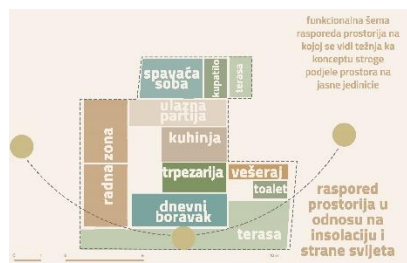 funkcionalna šema
rasporeda prostorija na
kojoj se vidi težnja ka
konceptu stroge
podjele prostora na
jasne jedinicie
spavaća
soba
kupatilo
terasa
ulazna
partija
kuhinja
radna zona
trpezarija
vešeraj
toalet
dnevni
boravak
terasa
raspored
prostorija u
odnosu na
insolaciju i
strane svijeta